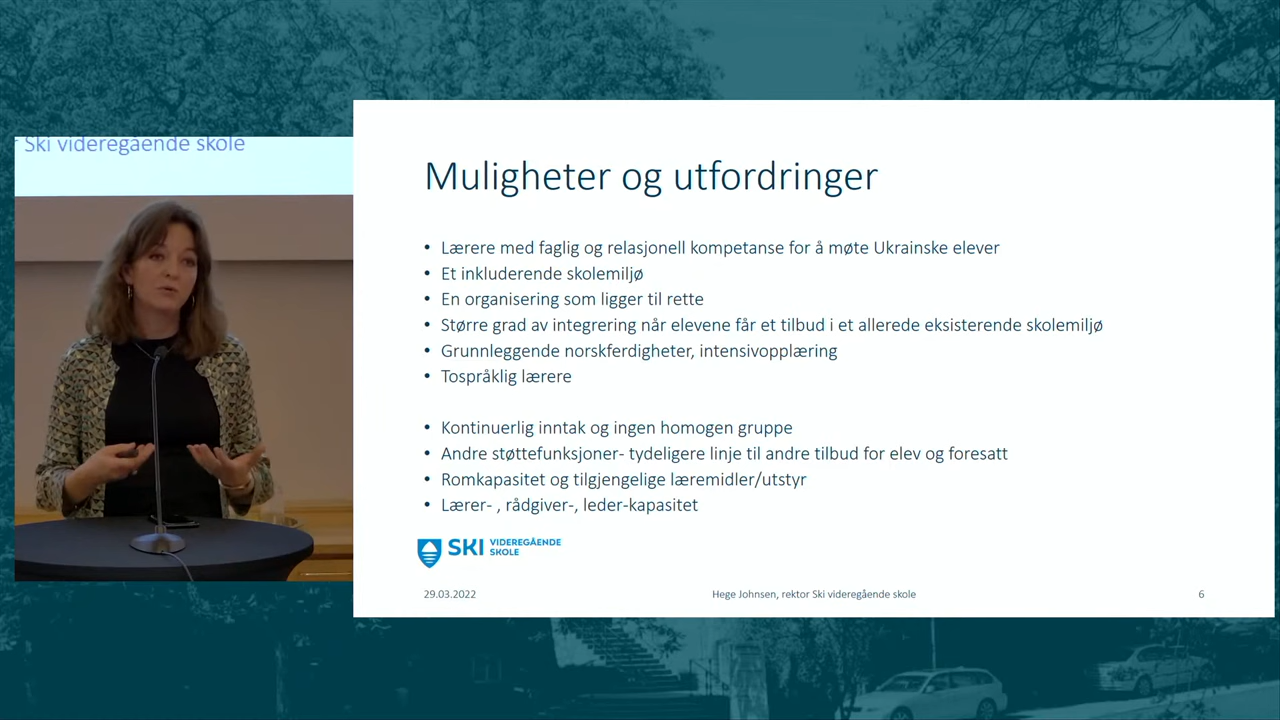 Ski videregående skole
Muligheter og utfordringer
• Lærere med faglig og relasjonell kompetanse for å møte Ukrainske elever
• Et inkluderende skolemiljø
• En organisering som ligger til rette
• Større grad av integrering når elevene får et tilbud i et allerede eksisterende skolemiljø
• Grunnleggende norskferdigheter, intensivopplæring
• Tospråklig lærere
• Kontinuerlig inntak og ingen homogen gruppe
• Andre støttefunksjoner- tydeligere linje til andre tilbud for elev og foresatt
• Romkapasitet og tilgjengelige læremidler/utstyr
• Lærer- , rådgiver-, leder-kapasitet
SKI VIDEREGÅENDE
SKOLE
29.03.2022 Hege Johnsen, rektor Ski videregående skole 6